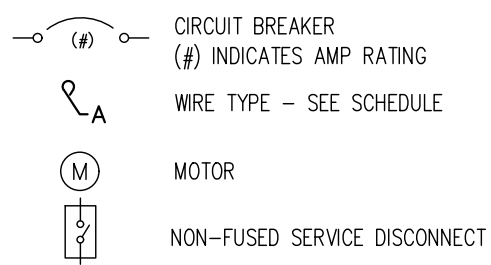 (#) CIRCUIT BREAKER
(#) INDICATES AMP RATING
A WIRE TYPE – SEE SCHEDULE
M MOTOR
NON–FUSED SERVICE DISCONNECT